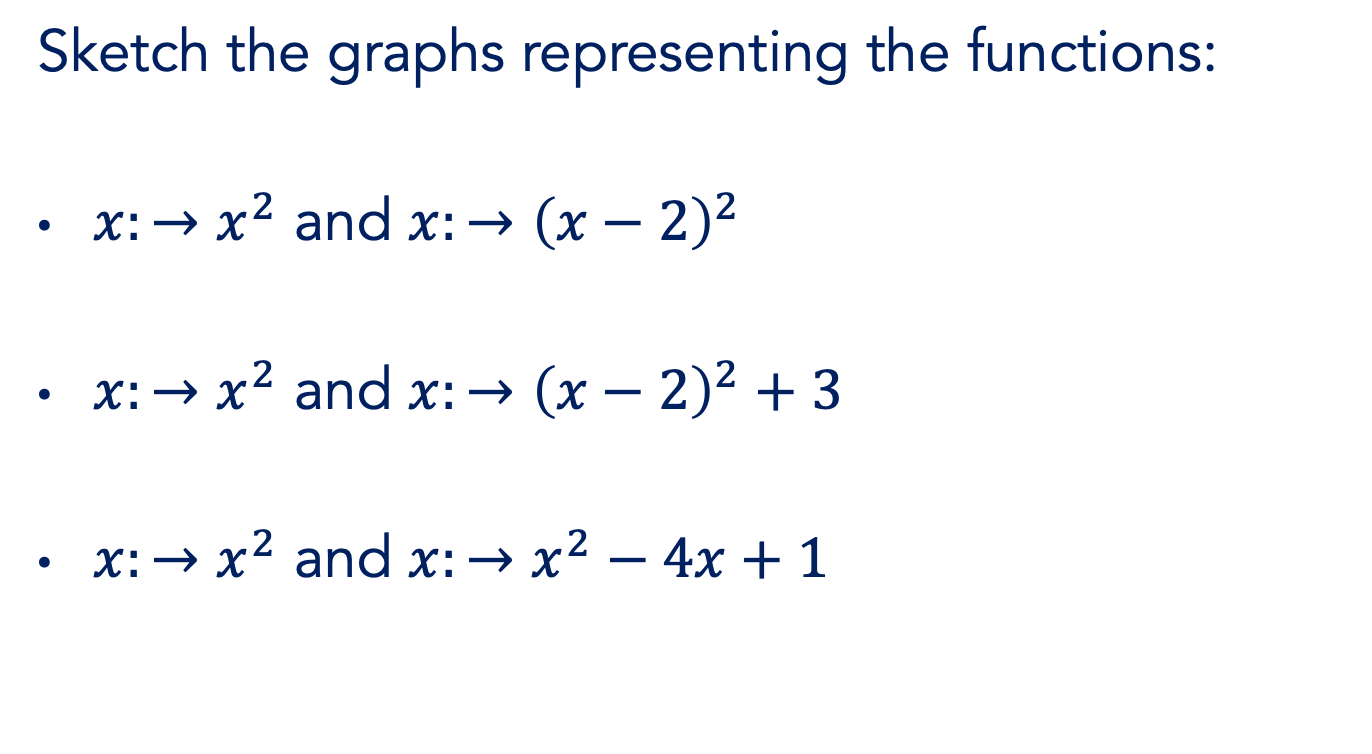 Sketch the graphs representing the functions:
• 𝑥: → 𝑥² and 𝑥: → (𝑥 − 2)²
• 𝑥: → 𝑥² and 𝑥: → (𝑥 − 2)² + 3
• 𝑥: → 𝑥² and 𝑥: → 𝑥² − 4𝑥 + 1